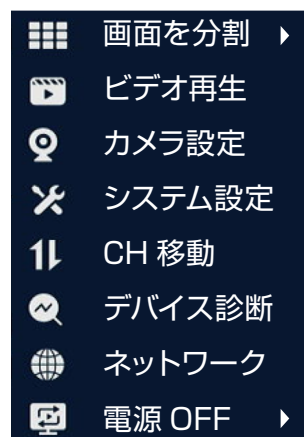 画面を分割
ビデオ再生
カメラ設定
システム設定
CH 移動
デバイス診断
ネットワーク
電源 OFF